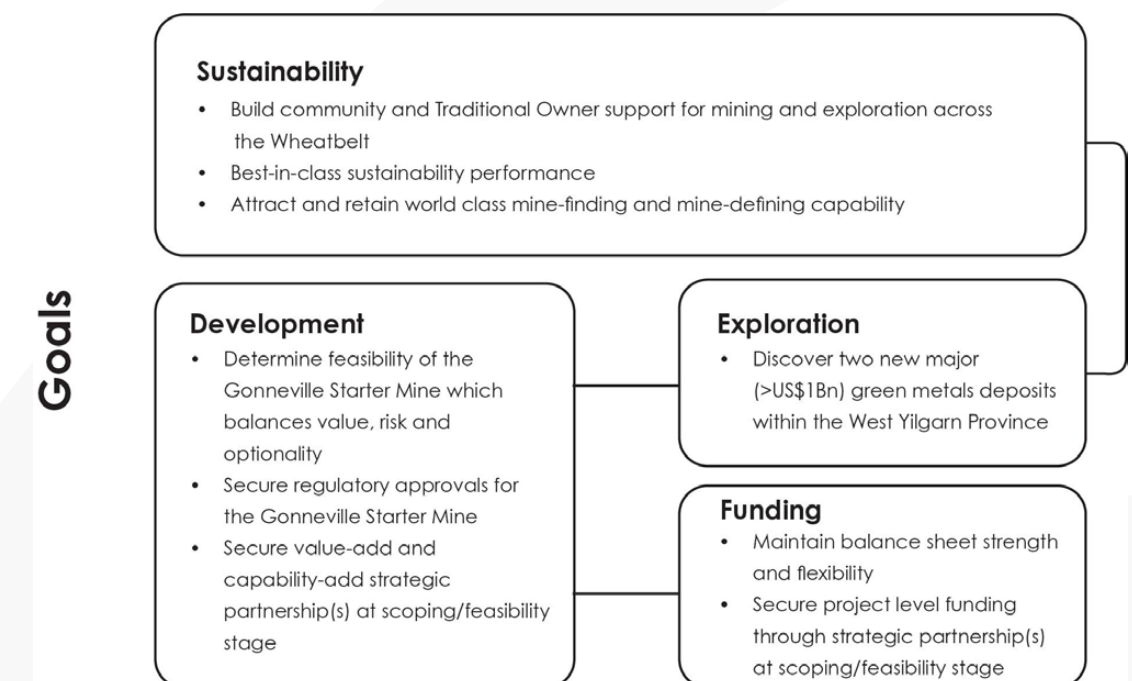 Goals
Sustainability
• Build community and Traditional Owner support for mining and exploration across
the Wheatbelt
• Best-in-class sustainability performance
• Attract and retain world class mine-finding and mine-defining capability
Development
• Determine feasibility of the
Gonneville Starter Mine which
balances value, risk and
optionality
• Secure regulatory approvals for
the Gonneville Starter Mine
• Secure value-add and
capability-add strategic
partnership(s) at scoping/feasibility
stage
Exploration
• Discover two new major
(>US$1Bn) green metals deposits
within the West Yilgarn Province
Funding
• Maintain balance sheet strength
and flexibility
• Secure project level funding
through strategic partnership(s)
at scoping/feasibility stage